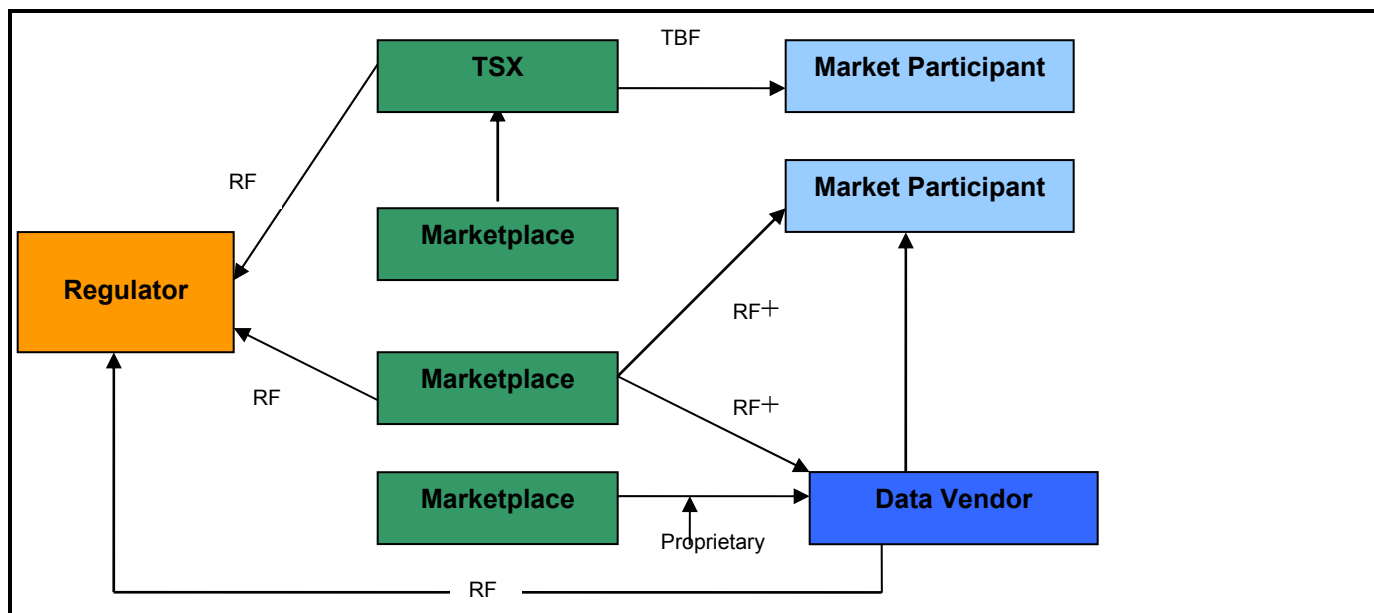 TBF
TSX
Market Participant
RF
Market Participant
Marketplace
Regulator
RF+
Marketplace
RF
RF+
Marketplace
Data Vendor
Proprietary
RF